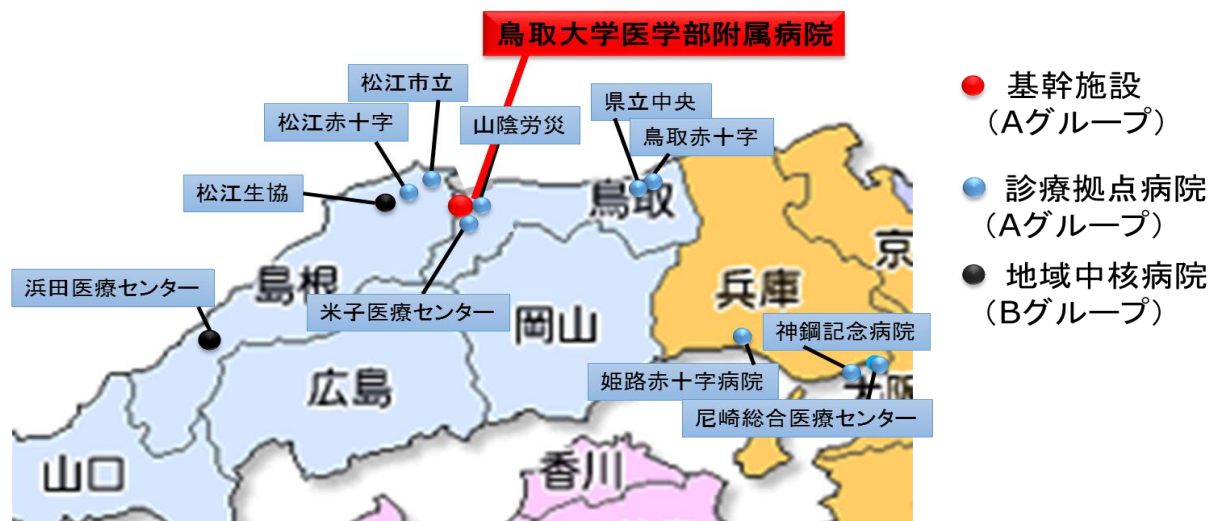 鳥取大学医学部附属病院
松江市立
松江赤十字
山陰労災
県立中央
鳥取赤十字
松江生協
鳥取
島根
浜田医療センター
米子医療センター
岡山
兵庫
京
神鋼記念病院
姫路赤十字病院
大阪
尼崎総合医療センター
広島
山口
香川
基幹施設
(Aグループ)
診療拠点病院
(Aグループ)
地域中核病院
(Bグループ)